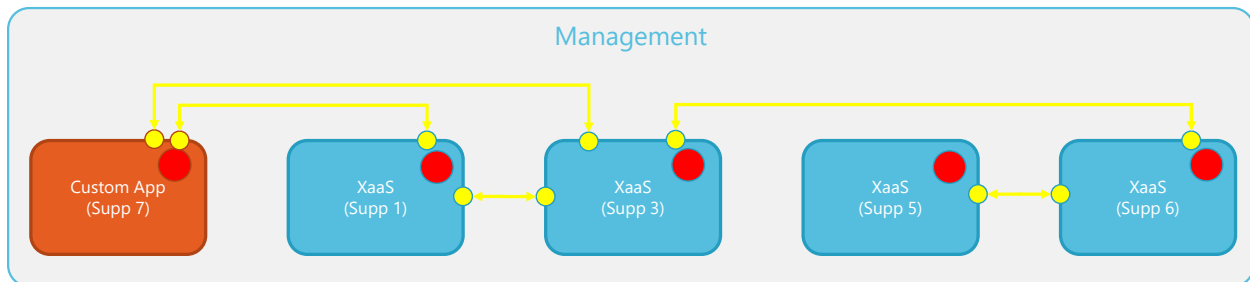 Management
Custom App
(Supp 7)
XaaS
(Supp 1)
XaaS
(Supp 3)
XaaS
(Supp 5)
XaaS
(Supp 6)